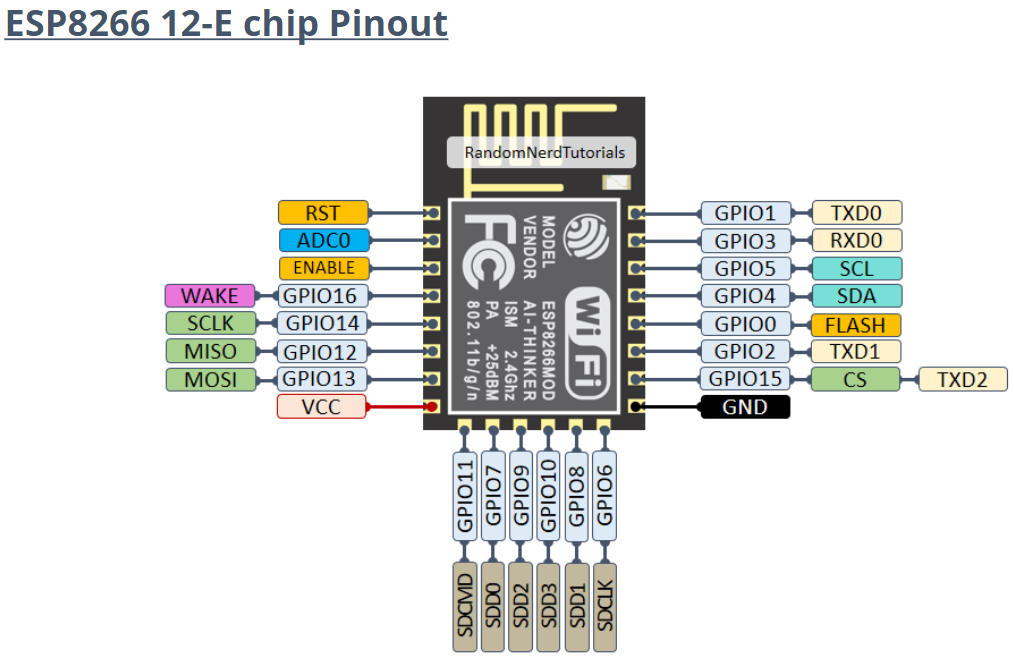 ESP8266 12-E chip Pinout
RandomNerdTutorials
RST
ADC0
ENABLE
WAKE GPIO16
SCLK GPIO14
MISO GPIO12
MOSI GPIO13
VCC
FC
MODEL ESP8266MOD
VENDOR AI-THINKER
ISM 2.4Ghz
PA +25dBM
802.11b/g/n
WiFi
GPIO1 TXD0
GPIO3 RXD0
GPIO5 SCL
GPIO4 SDA
GPIO0 FLASH
GPIO2 TXD1
GPIO15 CS TXD2
GND
GPIO11 SDCMD
GPIO7 SDD0
GPIO9 SDD2
GPIO10 SDD3
GPIO8 SDD1
GPIO6 SDCLK